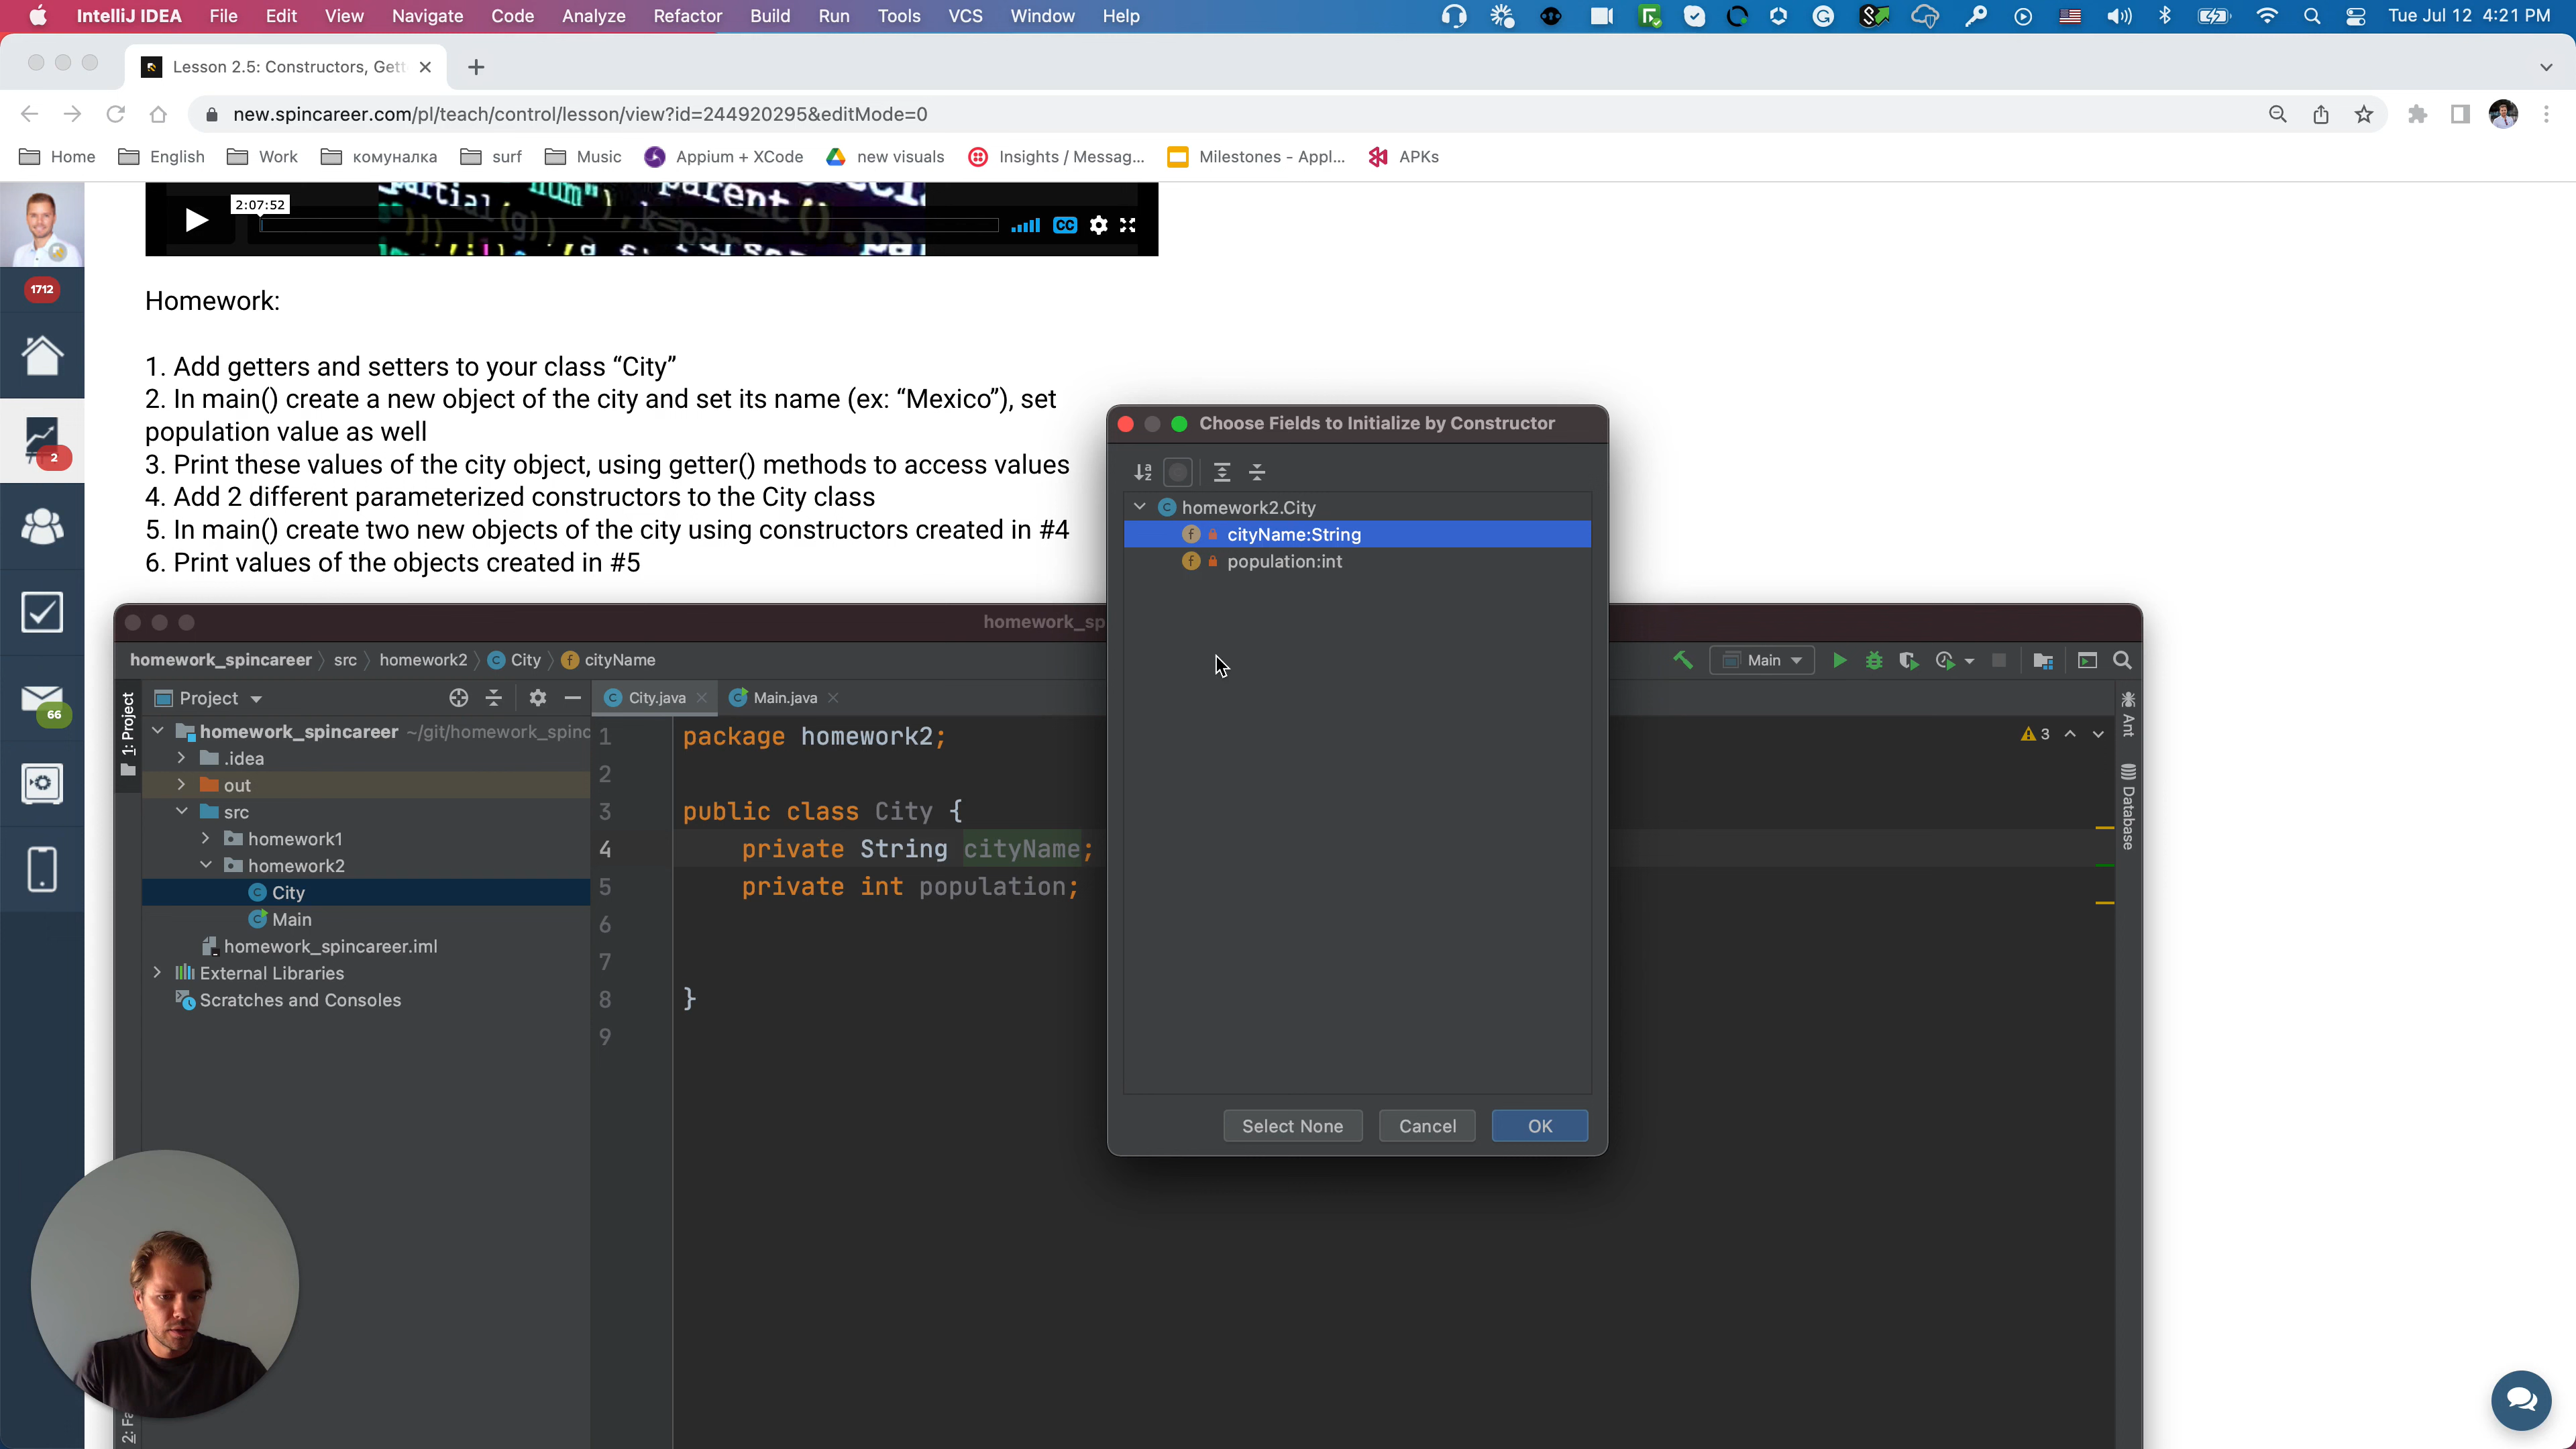 IntelliJ IDEA File Edit View Navigate Code Analyze Refactor Build Run Tools VCS Window Help Tue Jul 12 4:21 PM
Lesson 2.5: Constructors, Gett
new.spincareer.com/pl/teach/control/lesson/view?id=244920295&editMode=0
Home English Work комуналка surf Music Appium + XCode new visuals Insights / Messag... Milestones - Appl... APKs
2:07:52
CC
1712
2
66
Homework:
1. Add getters and setters to your class “City”
2. In main() create a new object of the city and set its name (ex: “Mexico”), set
population value as well
3. Print these values of the city object, using getter() methods to access values
4. Add 2 different parameterized constructors to the City class
5. In main() create two new objects of the city using constructors created in #4
6. Print values of the objects created in #5
Choose Fields to Initialize by Constructor
homework2.City
cityName:String
population:int
Select None Cancel OK
homework_sp
homework_spincareer src homework2 City cityName
Main
1: Project
Project
City.java Main.java
homework_spincareer ~/git/homework_spinc
.idea
out
src
homework1
homework2
City
Main
homework_spincareer.iml
External Libraries
Scratches and Consoles
1 package homework2;
2
3 public class City {
4 private String cityName;
5 private int population;
6
7
8 }
9
3
Ant
Database